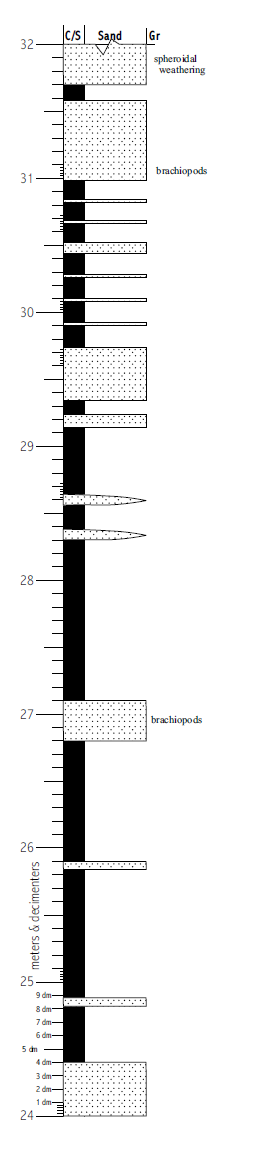 C/S Sand Gr
32
spheroidal
weathering
31
brachiopods
30
29
28
27
brachiopods
26
meters & decimenters
25
9 dm
8 dm
7 dm
6 dm
5 dm
4 dm
3 dm
2 dm
1 dm
24